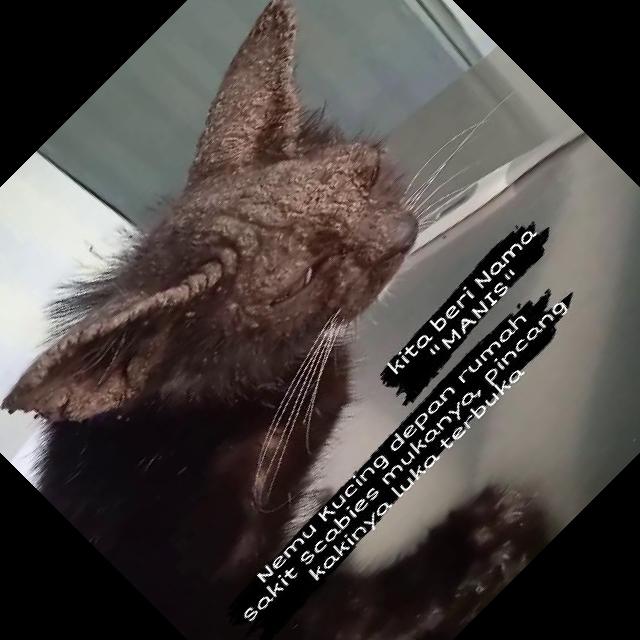 kita beri Nama
"MANIS"
Nemu kucing depan rumah
Sakit scabies mukanya, pincang
kakinya luka terbuka